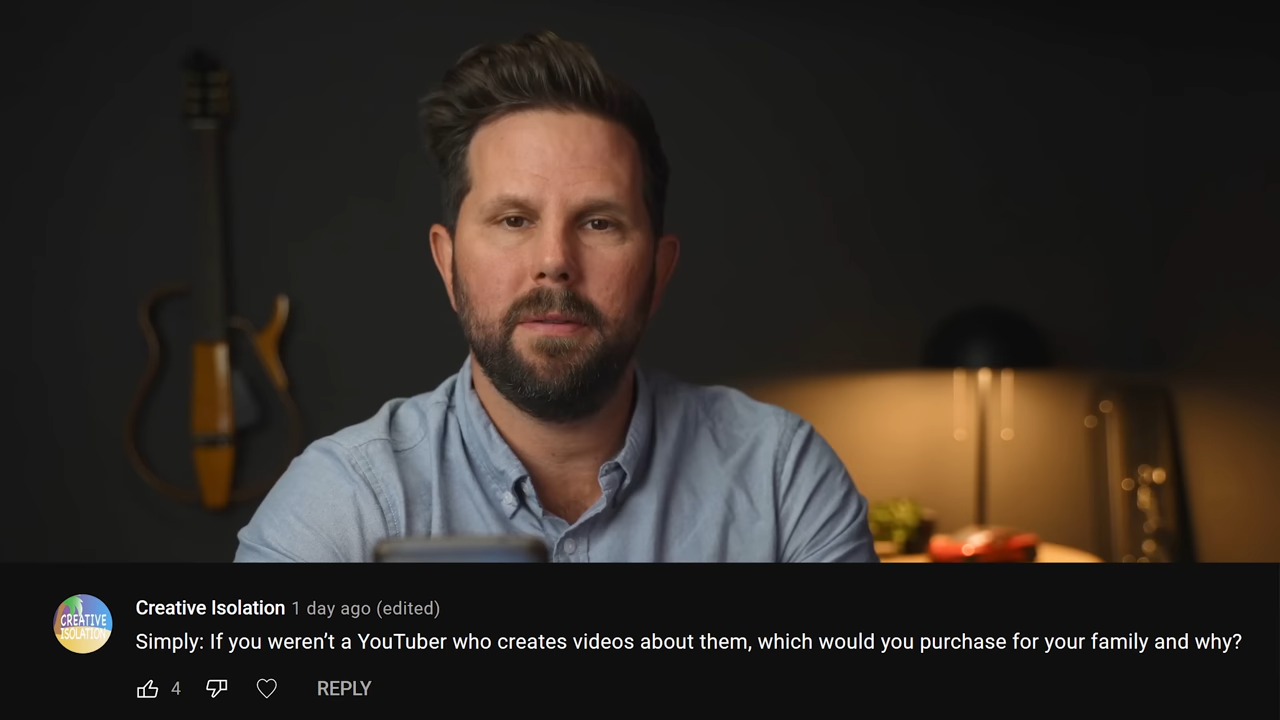 CREATIVE
ISOLATION
Creative Isolation 1 day ago (edited)
Simply: If you weren't a YouTuber who creates videos about them, which would you purchase for your family and why?
4
REPLY